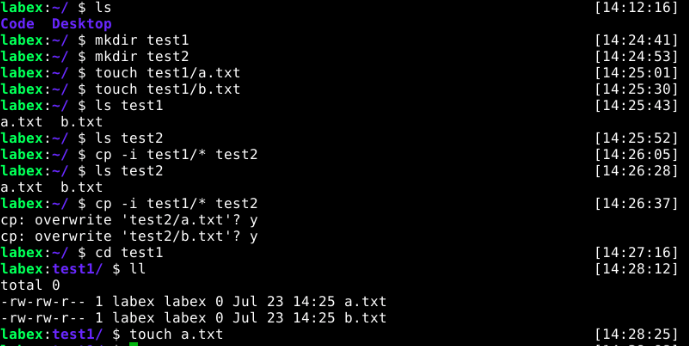 labex:~/ $ ls [14:12:16]
Code Desktop
labex:~/ $ mkdir test1 [14:24:41]
labex:~/ $ mkdir test2 [14:24:53]
labex:~/ $ touch test1/a.txt [14:25:01]
labex:~/ $ touch test1/b.txt [14:25:30]
labex:~/ $ ls test1 [14:25:43]
a.txt b.txt
labex:~/ $ ls test2 [14:25:52]
labex:~/ $ cp -i test1/* test2 [14:26:05]
labex:~/ $ ls test2 [14:26:28]
a.txt b.txt
labex:~/ $ cp -i test1/* test2 [14:26:37]
cp: overwrite 'test2/a.txt'? y
cp: overwrite 'test2/b.txt'? y
labex:~/ $ cd test1 [14:27:16]
labex:test1/ $ ll [14:28:12]
total 0
-rw-rw-r-- 1 labex labex 0 Jul 23 14:25 a.txt
-rw-rw-r-- 1 labex labex 0 Jul 23 14:25 b.txt
labex:test1/ $ touch a.txt [14:28:25]